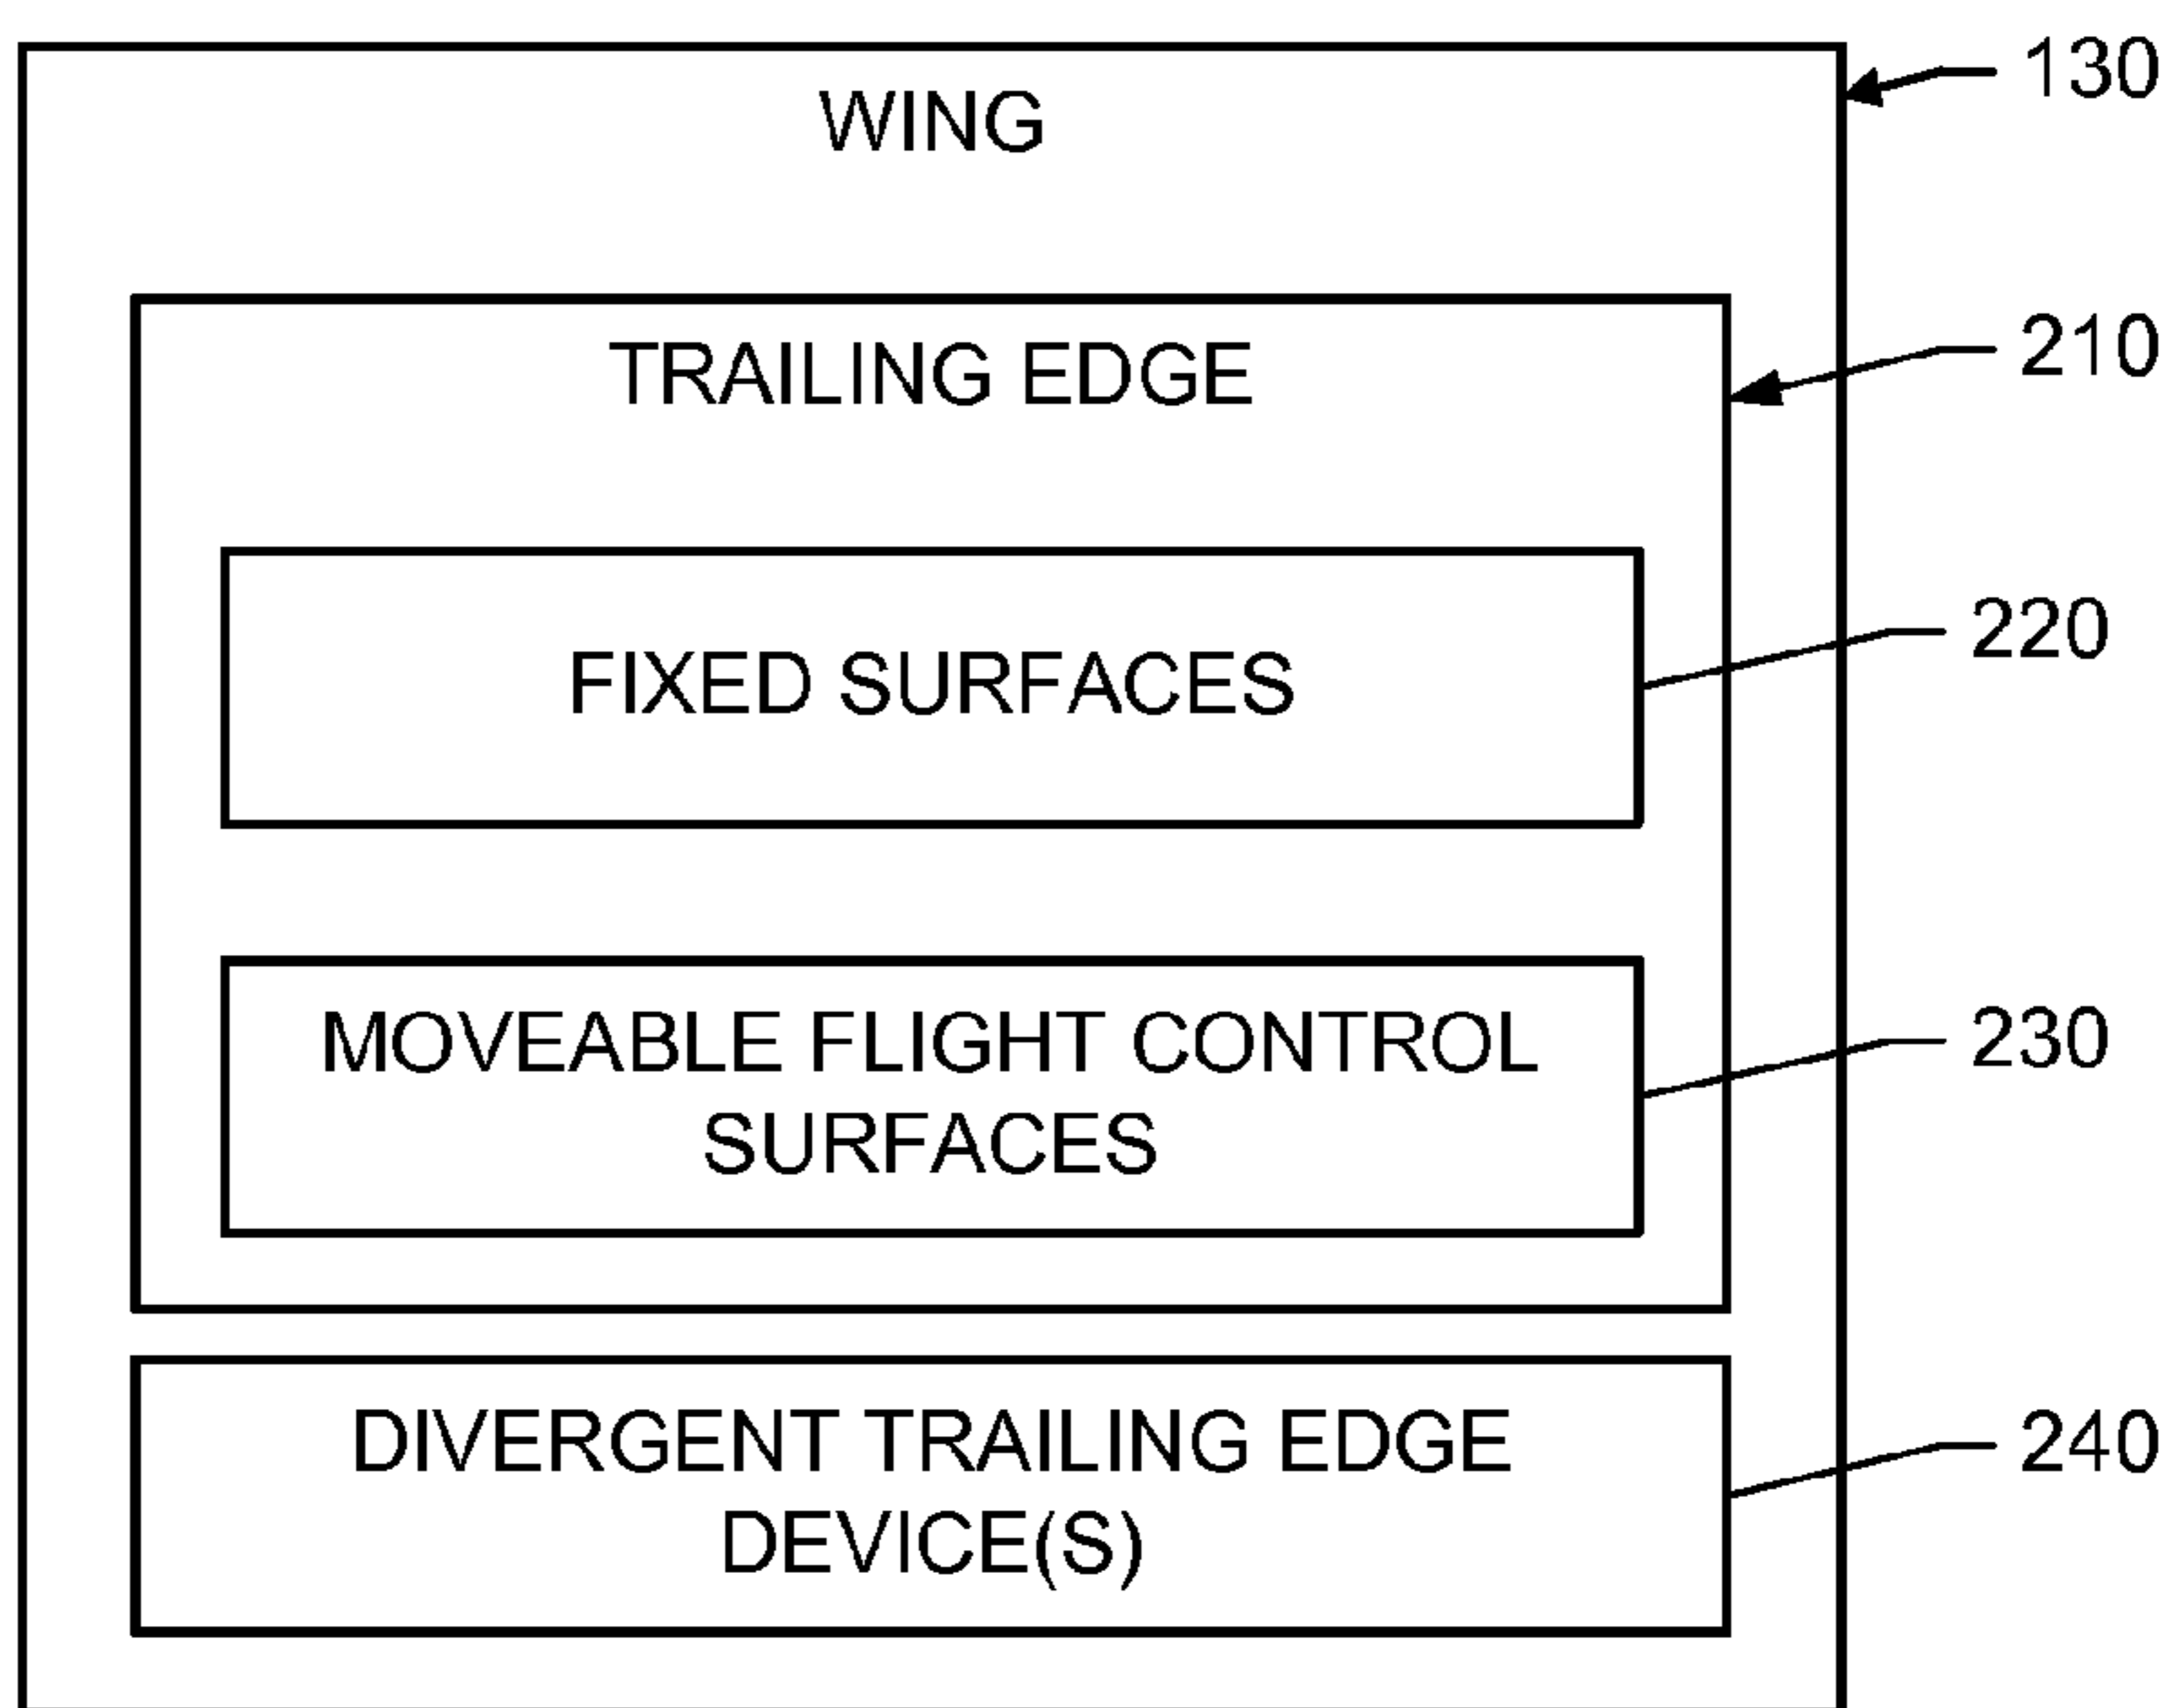 WING
130
TRAILING EDGE
210
FIXED SURFACES
220
MOVEABLE FLIGHT CONTROL
SURFACES
230
DIVERGENT TRAILING EDGE
DEVICE(S)
240